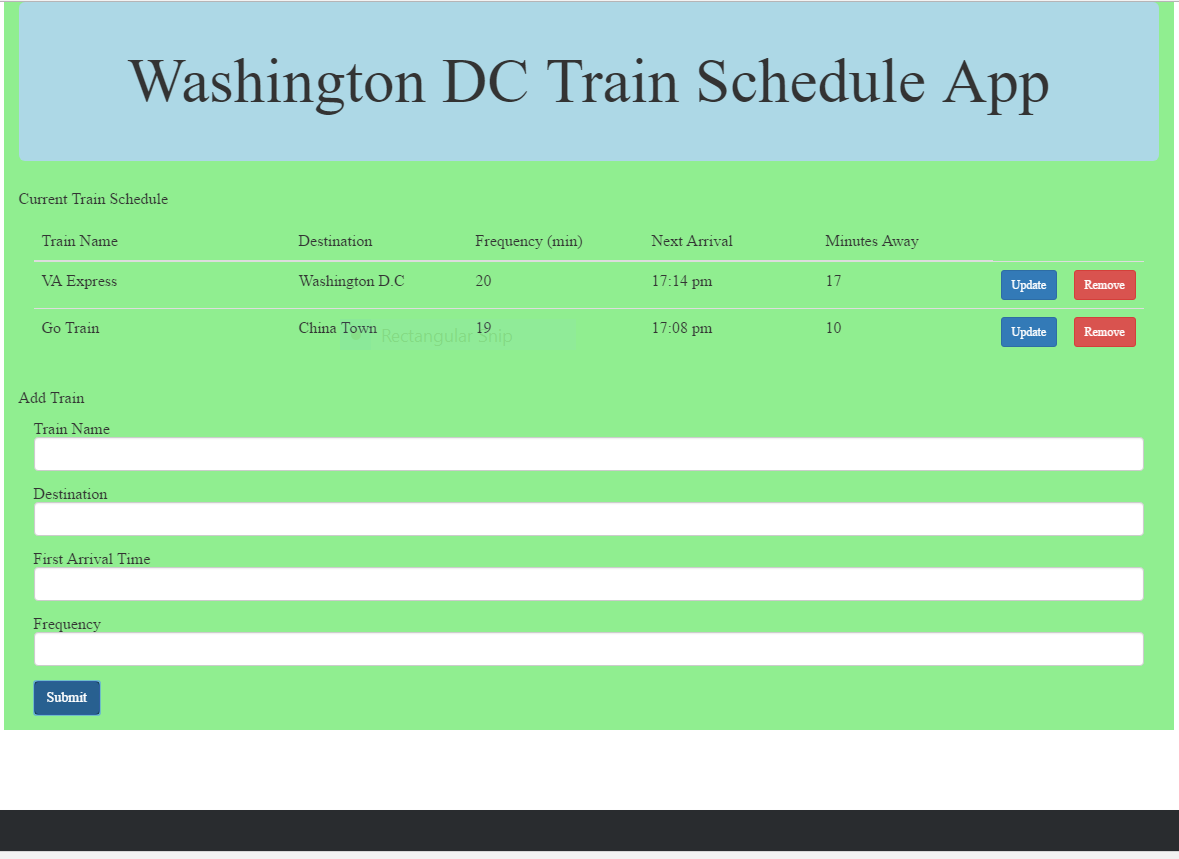 Washington DC Train Schedule App
Current Train Schedule
Train Name Destination Frequency (min) Next Arrival Minutes Away
VA Express Washington D.C 20 17:14 pm 17 Update Remove
Go Train China Town 19 17:08 pm 10 Update Remove
Rectangular Snip
Add Train
Train Name
Destination
First Arrival Time
Frequency
Submit